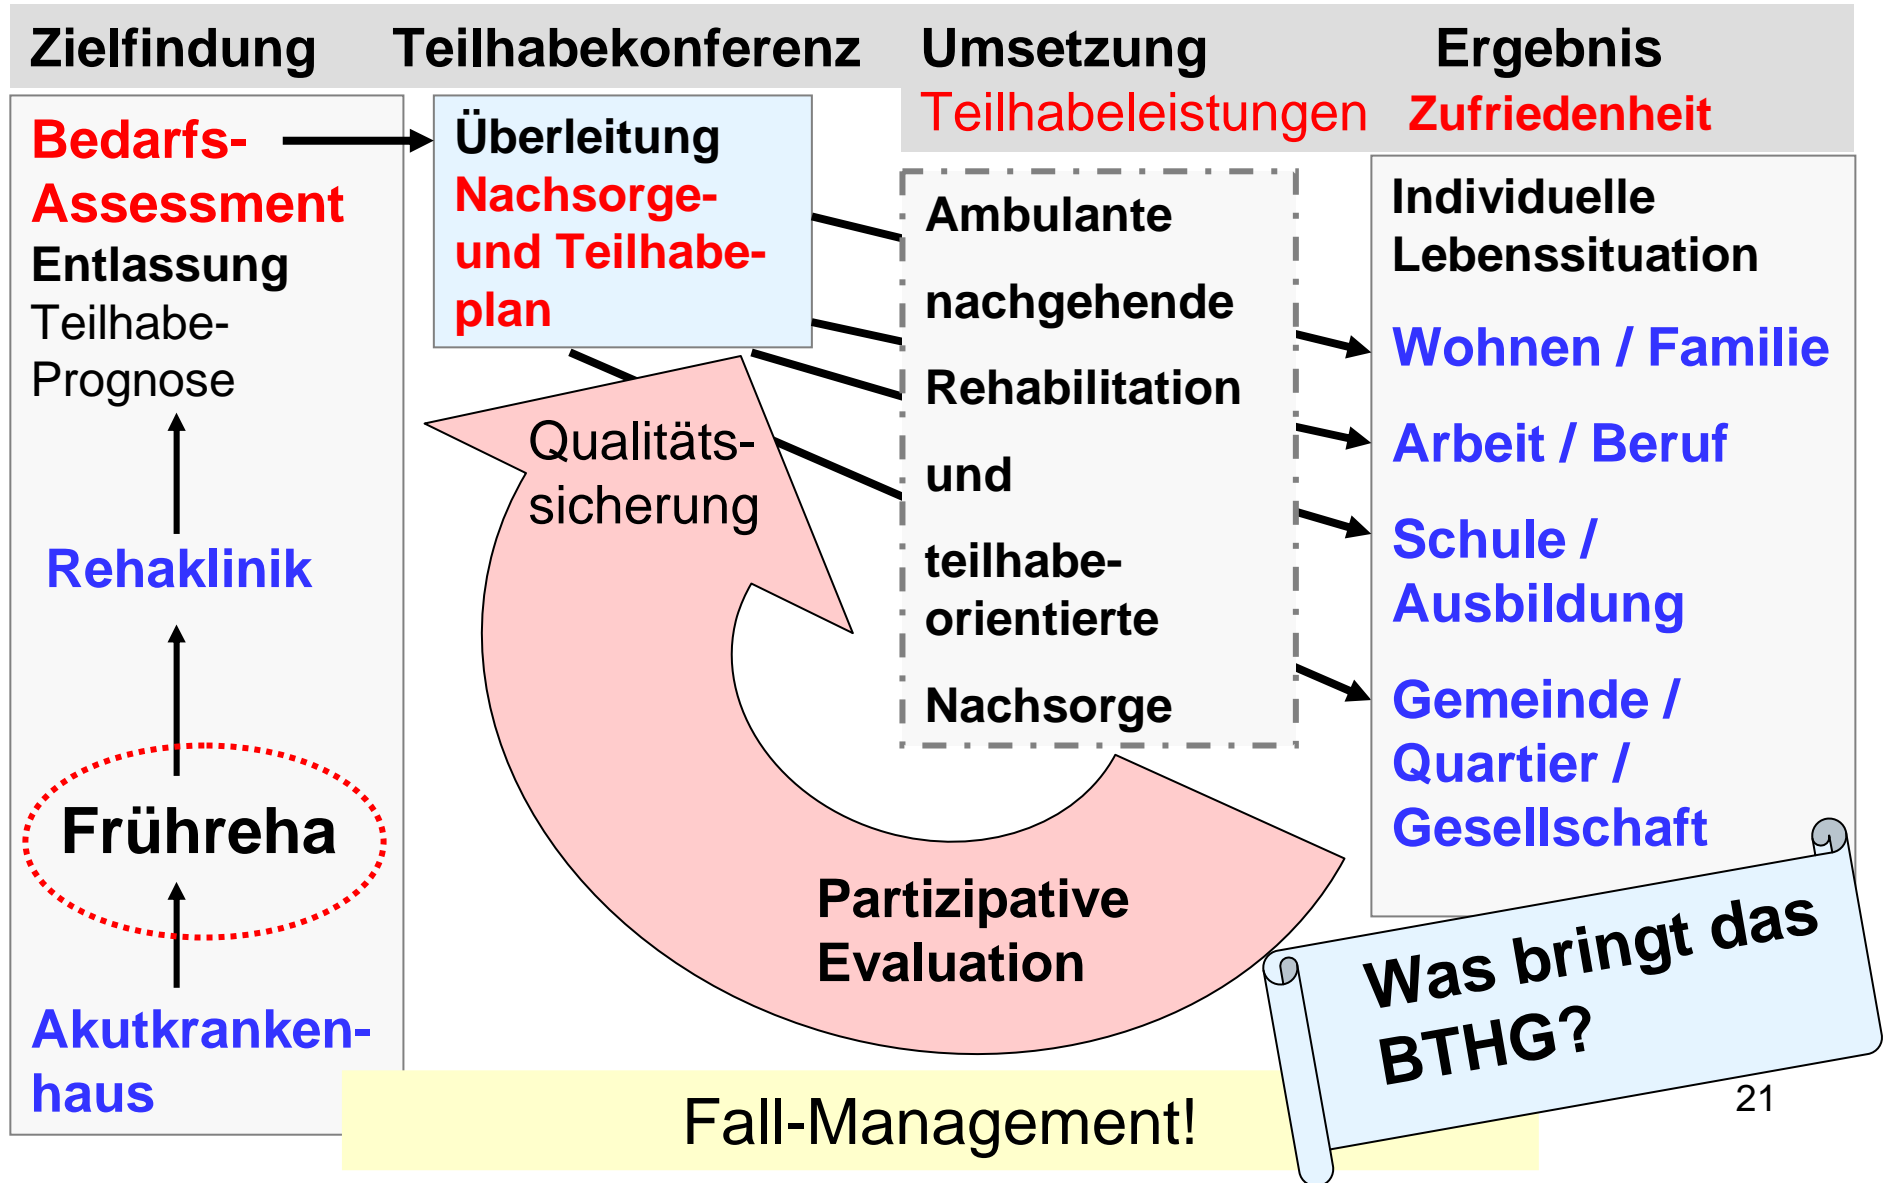 Zielfindung
Teilhabekonferenz
Umsetzung
Teilhabeleistungen
Ergebnis
Zufriedenheit
Bedarfs-
Assessment
Entlassung
Teilhabe-
Prognose
Rehaklinik
Frühreha
Akutkranken-
haus
Überleitung
Nachsorge-
und Teilhabe-
plan
Qualitäts-
sicherung
Ambulante
nachgehende
Rehabilitation
und
teilhabe-
orientierte
Nachsorge
Partizipative
Evaluation
Individuelle
Lebenssituation
Wohnen / Familie
Arbeit / Beruf
Schule /
Ausbildung
Gemeinde /
Quartier /
Gesellschaft
Was bringt das
BTHG?
Fall-Management!
21